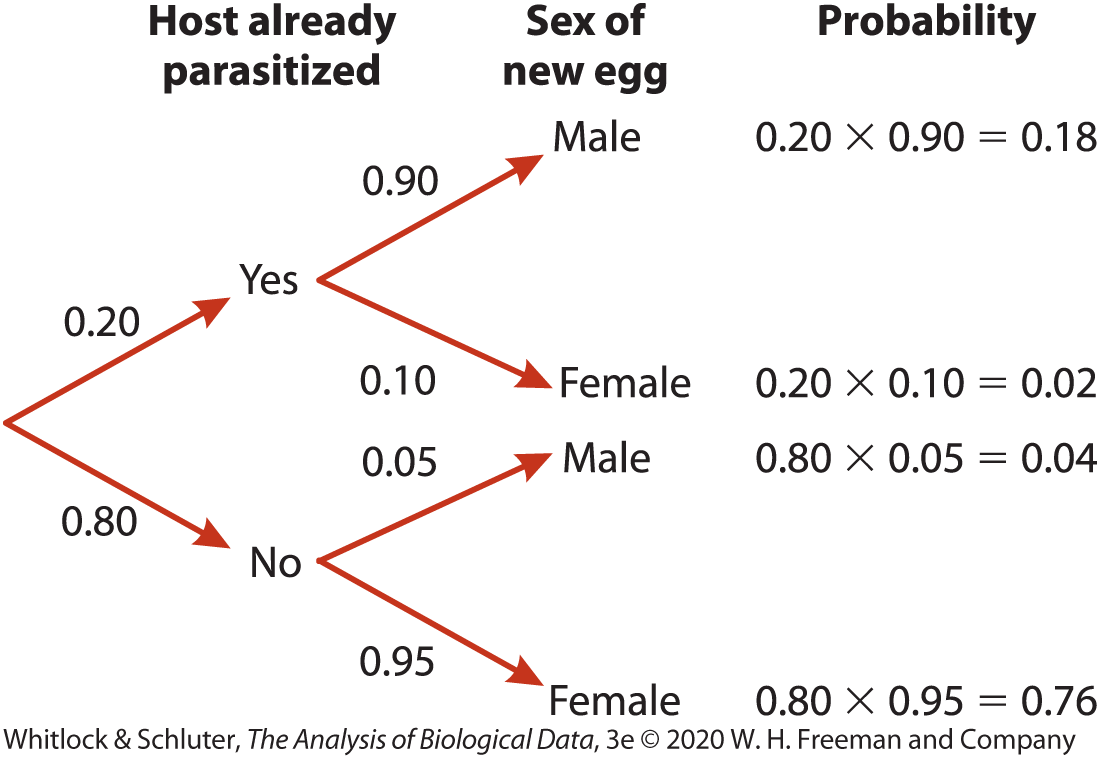 Host already
parasitized
Sex of
new egg
Probability
Male
0.20 × 0.90 = 0.18
0.90
Yes
0.20
0.10
Female
0.20 × 0.10 = 0.02
0.05
Male
0.80 × 0.05 = 0.04
0.80
No
0.95
Female
0.80 × 0.95 = 0.76
Whitlock & Schluter, The Analysis of Biological Data, 3e © 2020 W. H. Freeman and Company